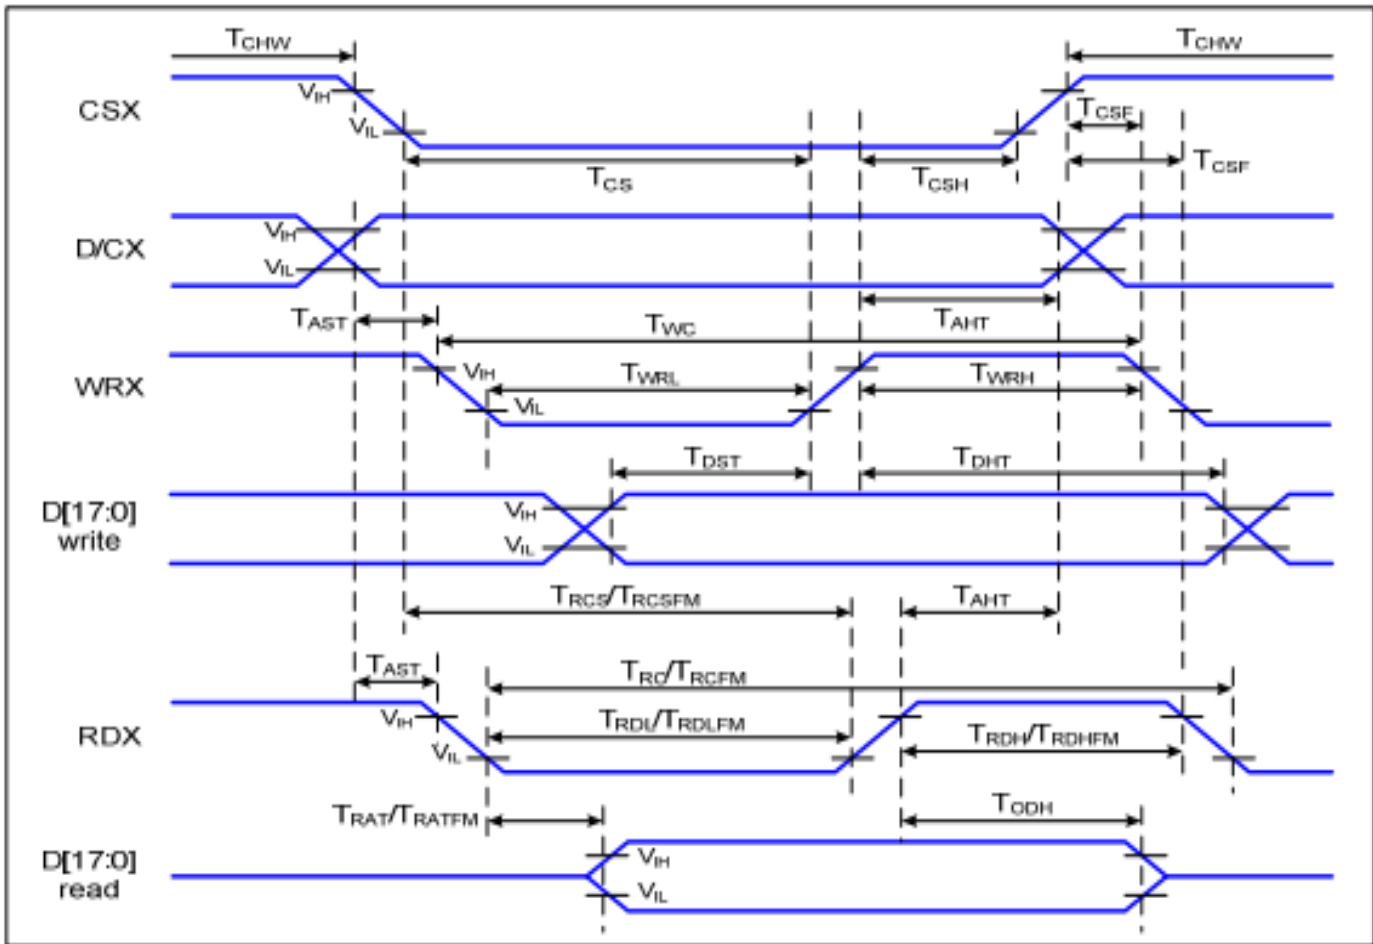 TCHW TCHW
CSX VIH TCSF
VIL TCSF
TCS TCSH
D/CX VIH
VIL
TAST TWC TAHT
WRX VIH TWRL TWRH
VIL
TDST TDHT
D[17:0] VIH
write VIL
TRCS/TRCSFM TAHT
TAST TRC/TRCFM
RDX VIH TRDL/TRDLFM TRDH/TRDHFM
VIL
TRAT/TRATFM TODH
D[17:0] VIH
read VIL